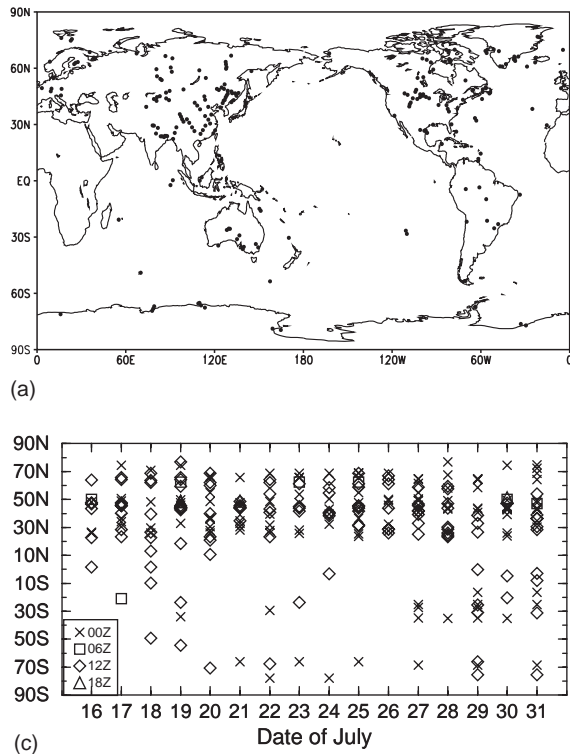 90N
60N
30N
EQ
30S
60S
90S
0 60E 120E 180 120W 60W 0
(a)
90N
70N
50N
30N
10N
10S
30S
50S
70S
90S
00Z
06Z
12Z
18Z
16 17 18 19 20 21 22 23 24 25 26 27 28 29 30 31
Date of July
(c)